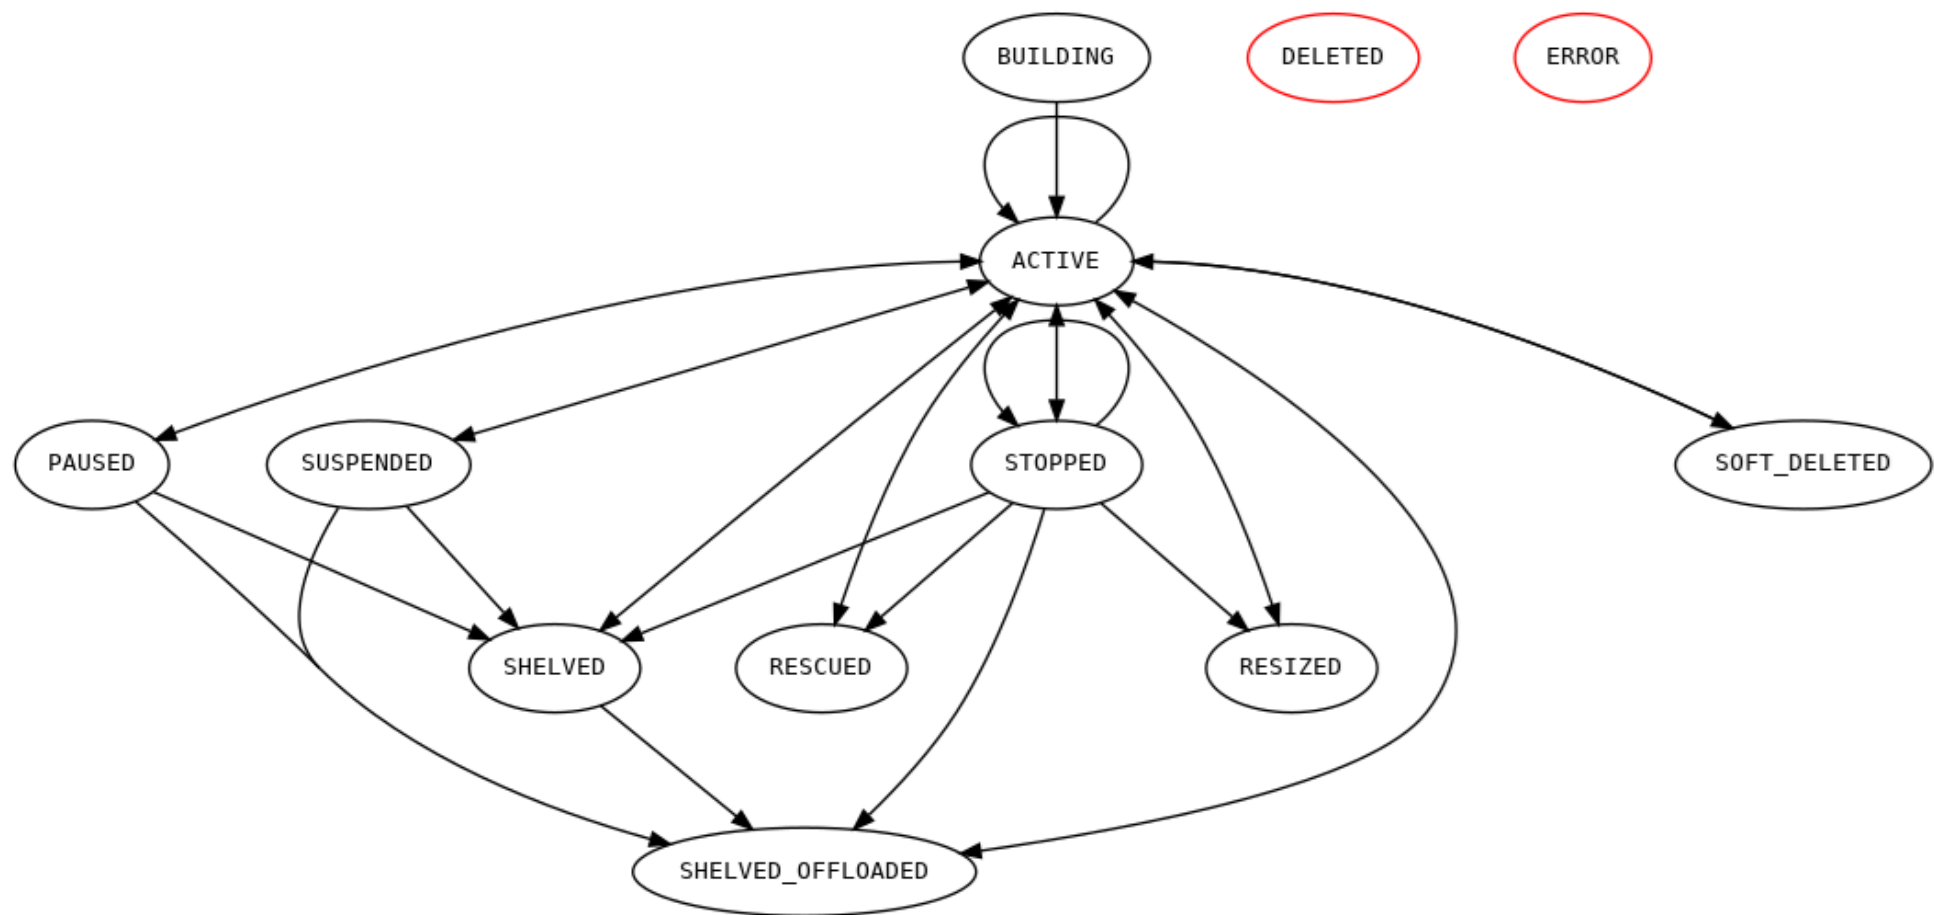 BUILDING
DELETED
ERROR
ACTIVE
PAUSED
SUSPENDED
STOPPED
SOFT_DELETED
SHELVED
RESCUED
RESIZED
SHELVED_OFFLOADED